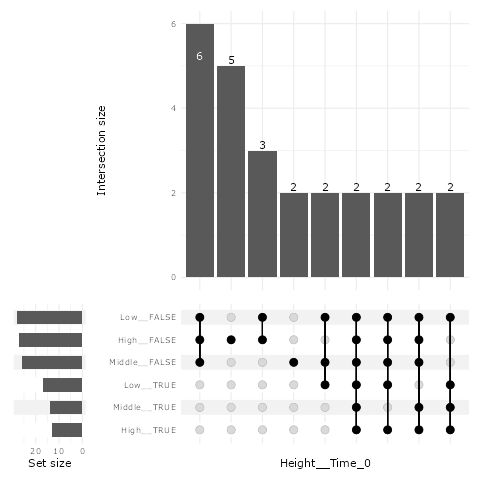 6
6
5
4
3
2
2 2 2 2 2 2
0
Intersection size
Low__FALSE
High__FALSE
Middle__FALSE
Low__TRUE
Middle__TRUE
High__TRUE
20 10 0
Set size
Height__Time_0